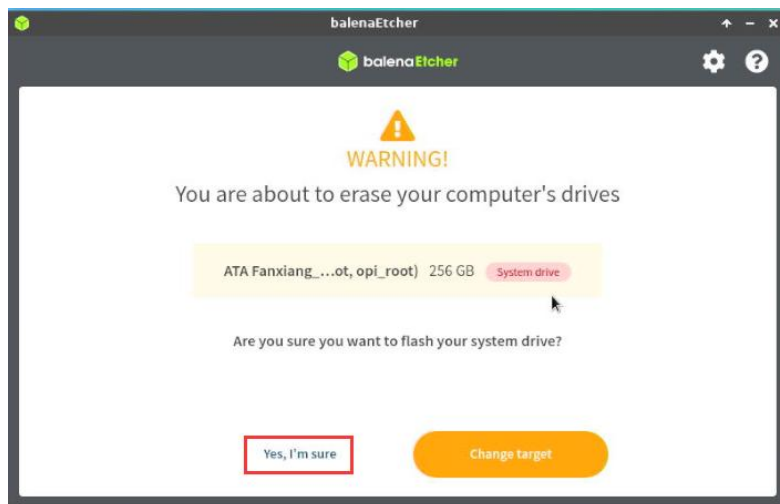 balenaEtcher
balenaEtcher
WARNING!
You are about to erase your computer's drives
ATA Fanxiang_...ot, opi_root) 256 GB System drive
Are you sure you want to flash your system drive?
Yes, I'm sure Change target